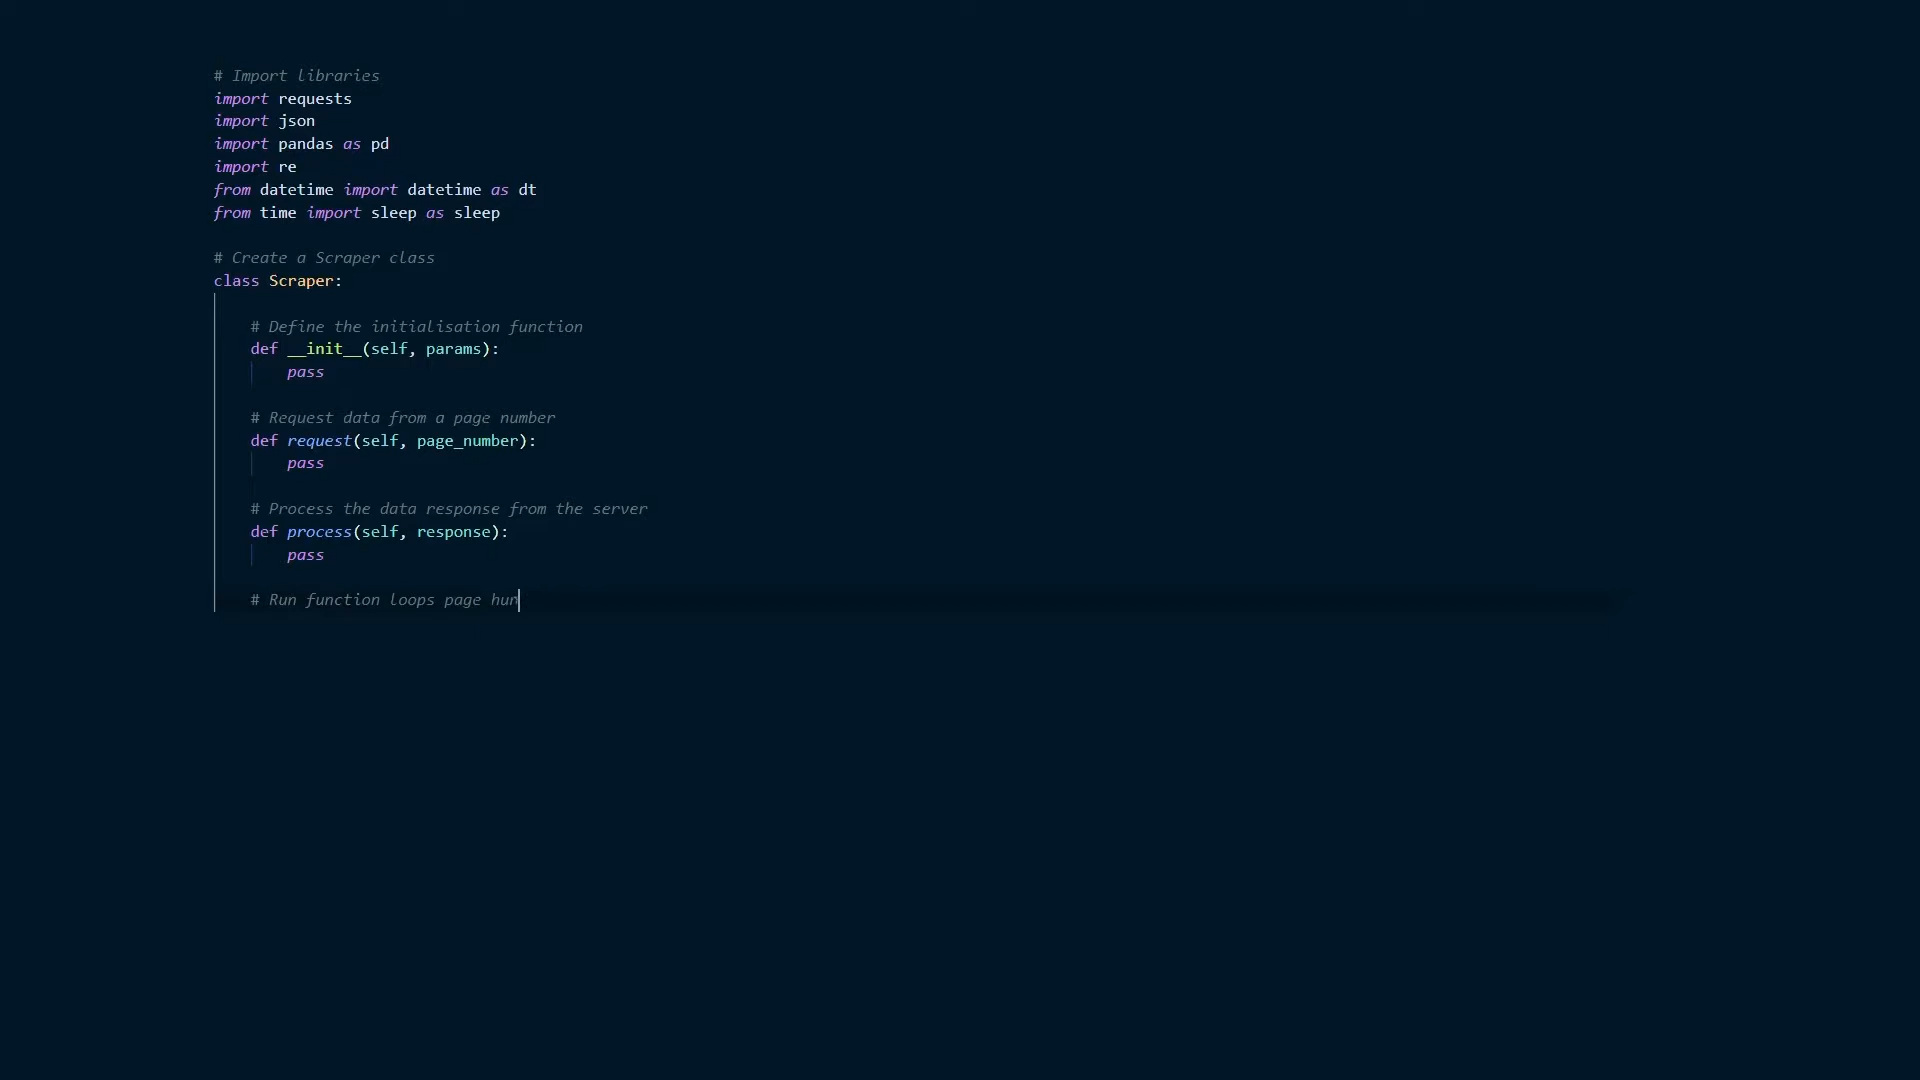 # Import libraries
import requests
import json
import pandas as pd
import re
from datetime import datetime as dt
from time import sleep as sleep
# Create a Scraper class
class Scraper:
# Define the initialisation function
def __init__(self, params):
pass
# Request data from a page number
def request(self, page_number):
pass
# Process the data response from the server
def process(self, response):
pass
# Run function loops page hun